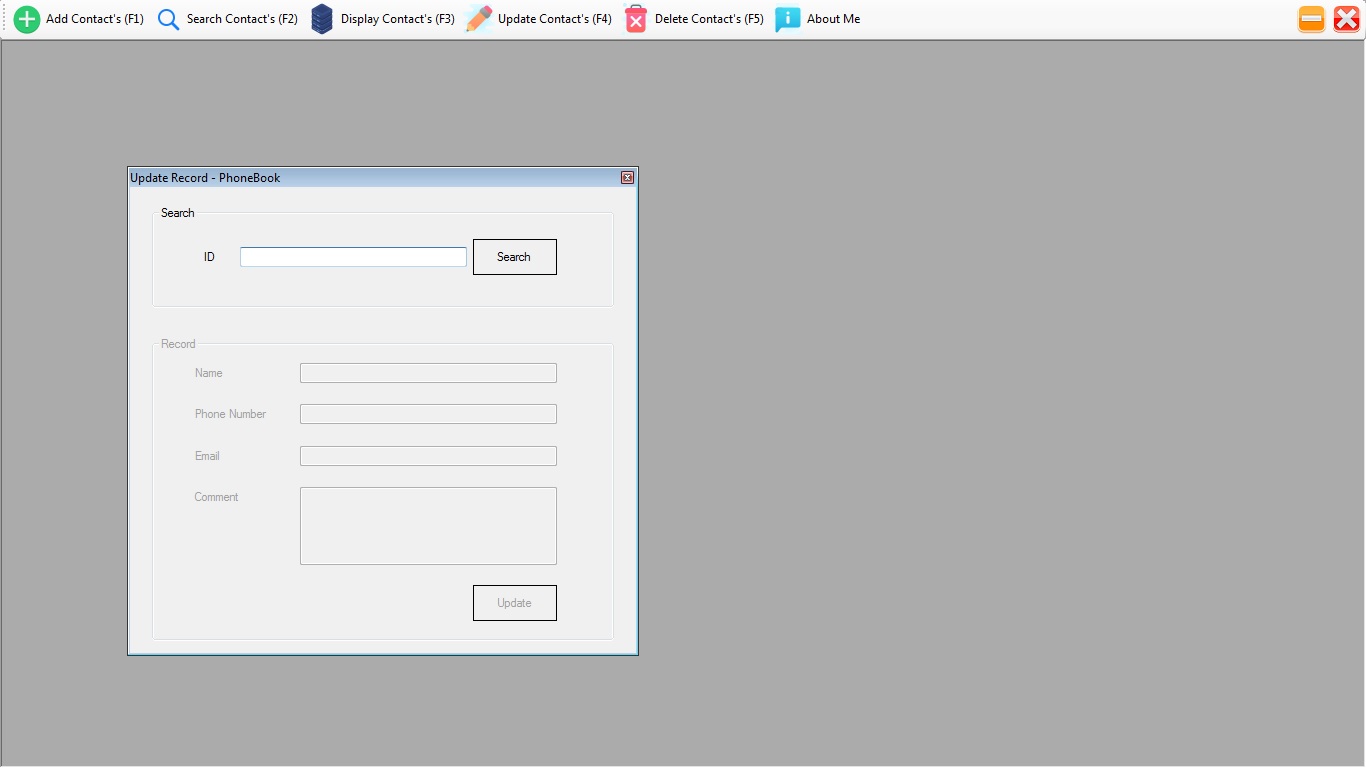 Add Contact's (F1) Search Contact's (F2) Display Contact's (F3) Update Contact's (F4) Delete Contact's (F5) About Me
Update Record - PhoneBook
Search
ID Search
Record
Name
Phone Number
Email
Comment
Update